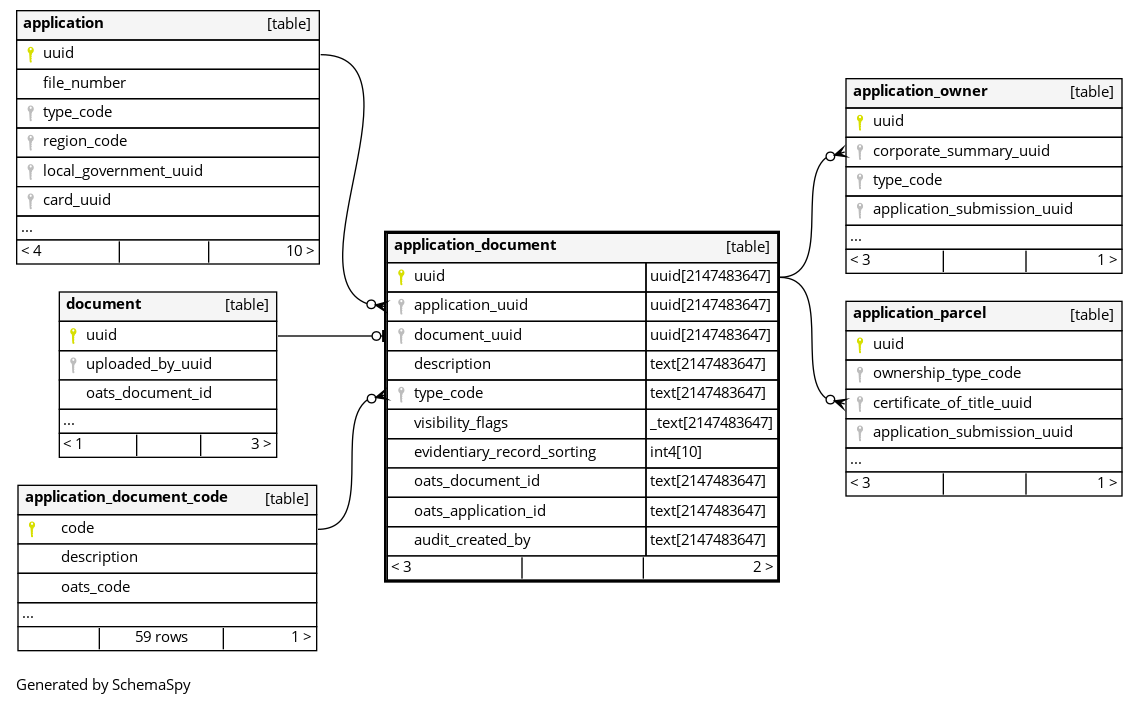 application [table]
uuid
file_number
type_code
region_code
local_government_uuid
card_uuid
...
< 4 10 >
document [table]
uuid
uploaded_by_uuid
oats_document_id
...
< 1 3 >
application_document_code [table]
code
description
oats_code
...
59 rows 1 >
application_document [table]
uuid uuid[2147483647]
application_uuid uuid[2147483647]
document_uuid uuid[2147483647]
description text[2147483647]
type_code text[2147483647]
visibility_flags _text[2147483647]
evidentiary_record_sorting int4[10]
oats_document_id text[2147483647]
oats_application_id text[2147483647]
audit_created_by text[2147483647]
< 3 2 >
application_owner [table]
uuid
corporate_summary_uuid
type_code
application_submission_uuid
...
< 3 1 >
application_parcel [table]
uuid
ownership_type_code
certificate_of_title_uuid
application_submission_uuid
...
< 3 1 >
Generated by SchemaSpy